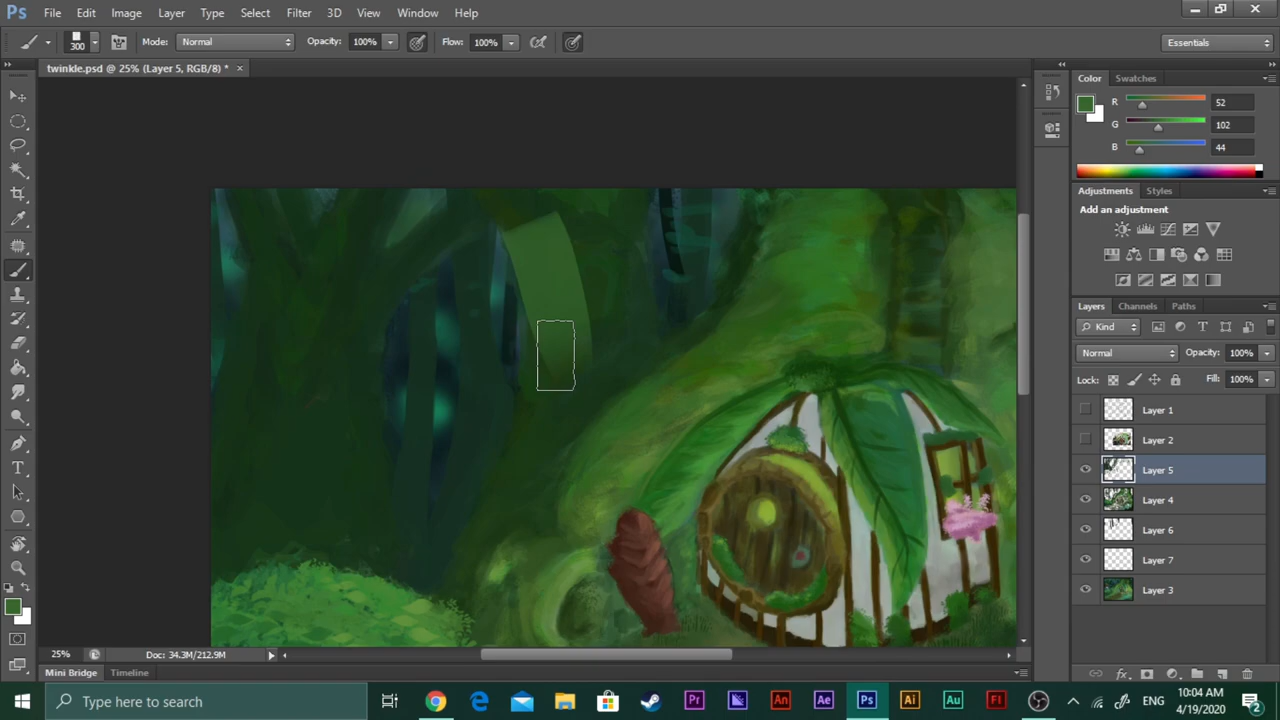 Ps File Edit Image Layer Type Select Filter 3D View Window Help
300 Mode: Normal Opacity: 100% Flow: 100% Essentials
twinkle.psd @ 25% (Layer 5, RGB/8) * ×
Color Swatches
R 52
G 102
B 44
Adjustments Styles
Add an adjustment
Layers Channels Paths
Kind
Normal Opacity: 100%
Lock: Fill: 100%
Layer 1
Layer 2
Layer 5
Layer 4
Layer 6
Layer 7
Layer 3
25% Doc: 34.3M/212.9M
Mini Bridge Timeline
Type here to search
Pr An Ae Ps Ai Au Fl ENG
10:04 AM
4/19/2020
2